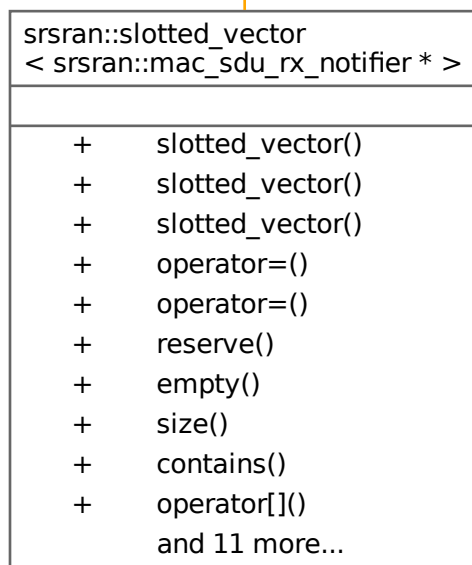 srsran::slotted_vector
< srsran::mac_sdu_rx_notifier * >
+ slotted_vector()
+ slotted_vector()
+ slotted_vector()
+ operator=()
+ operator=()
+ reserve()
+ empty()
+ size()
+ contains()
+ operator[]()
and 11 more...